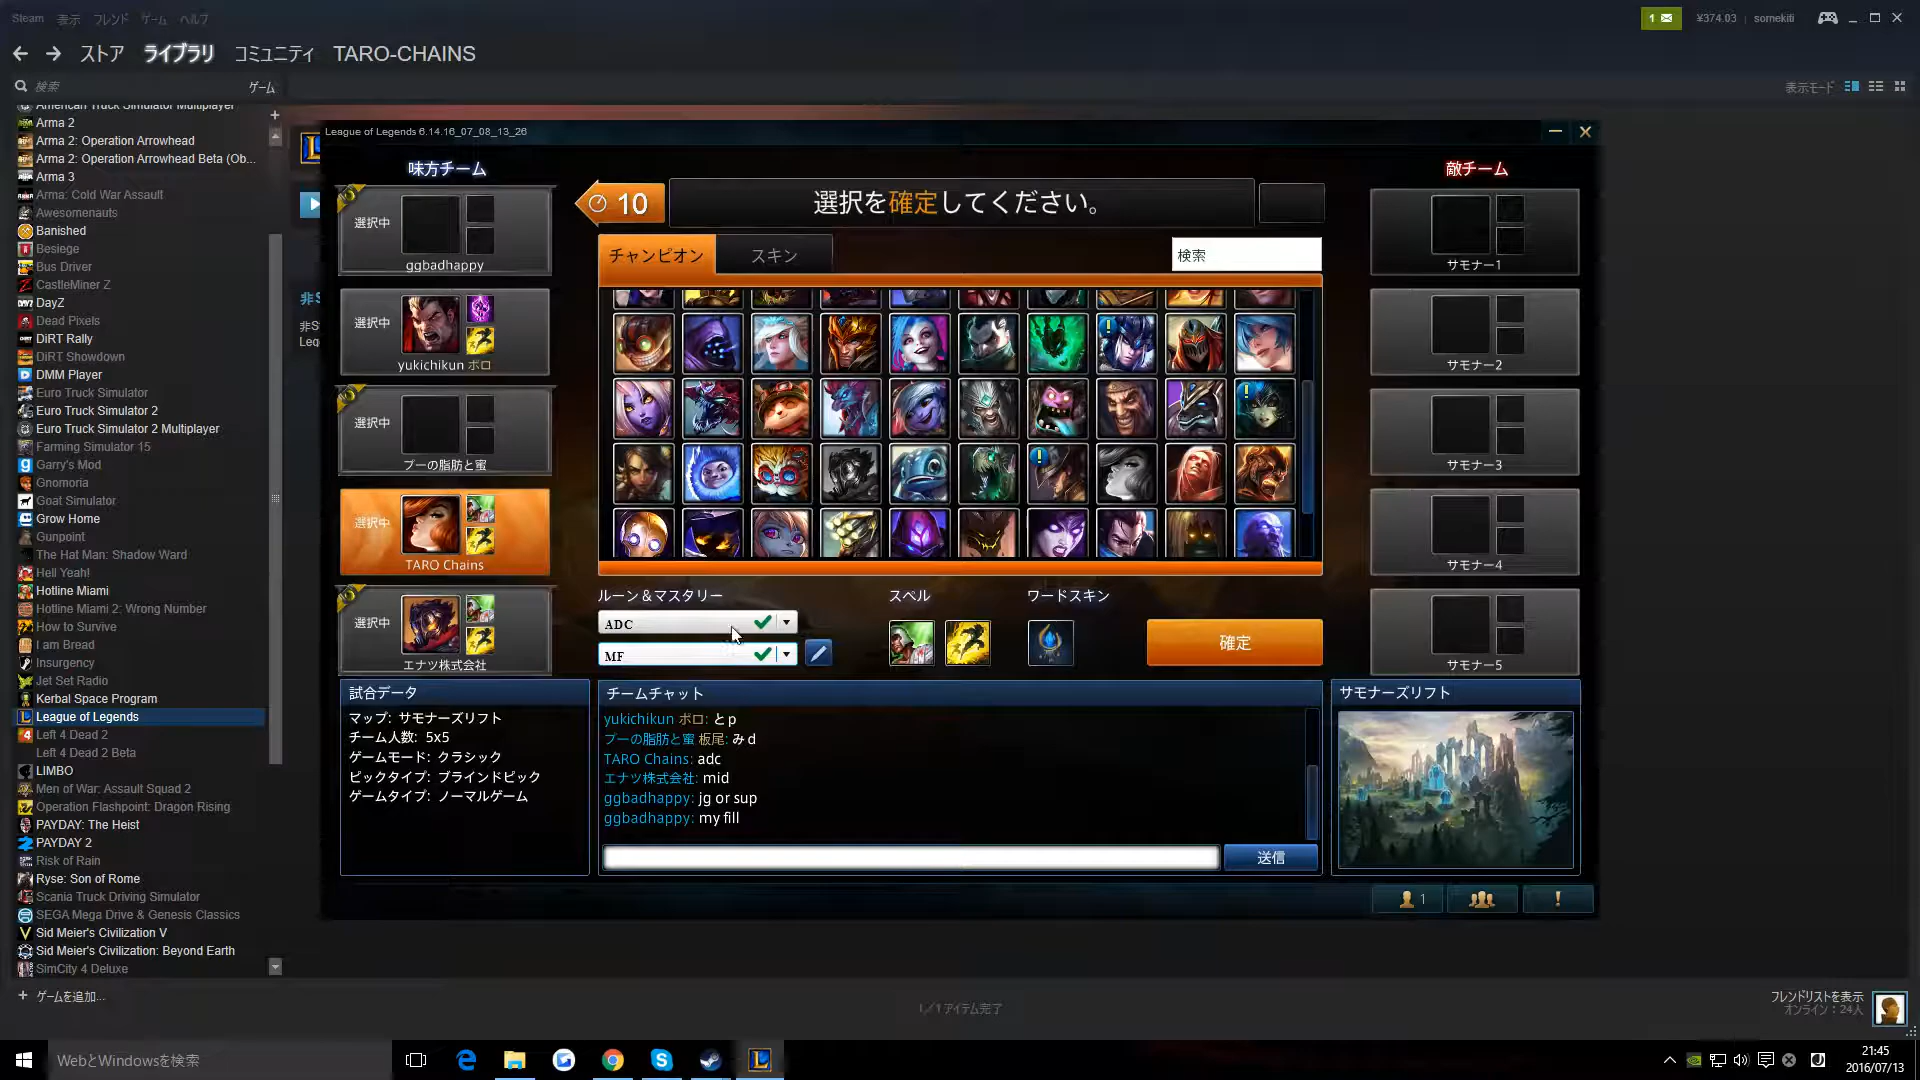 Steam 表示 フレンド ゲーム ヘルプ
1 ¥374.03 somekiti
ストア ライブラリ コミュニティ TARO-CHAINS
検索 ゲーム 表示モード
American Truck Simulator Multiplayer
Arma 2
Arma 2: Operation Arrowhead
Arma 2: Operation Arrowhead Beta (Ob...
Arma 3
Arma: Cold War Assault
Awesomenauts
Banished
Besiege
Bus Driver
CastleMiner Z
DayZ
Dead Pixels
DiRT Rally
DiRT Showdown
DMM Player
Euro Truck Simulator
Euro Truck Simulator 2
Euro Truck Simulator 2 Multiplayer
Farming Simulator 15
Garry's Mod
Gnomoria
Goat Simulator
Grow Home
Gunpoint
The Hat Man: Shadow Ward
Hell Yeah!
Hotline Miami
Hotline Miami 2: Wrong Number
How to Survive
I am Bread
Insurgency
Jet Set Radio
Kerbal Space Program
League of Legends
Left 4 Dead 2
Left 4 Dead 2 Beta
LIMBO
Men of War: Assault Squad 2
Operation Flashpoint: Dragon Rising
PAYDAY: The Heist
PAYDAY 2
Risk of Rain
Ryse: Son of Rome
Scania Truck Driving Simulator
SEGA Mega Drive & Genesis Classics
Sid Meier's Civilization V
Sid Meier's Civilization: Beyond Earth
SimCity 4 Deluxe
ゲームを追加...
League of Legends 6.14.16_07_08_13_26
味方チーム
選択中
ggbadhappy
選択中
yukichikun ボロ
選択中
プーの脂肪と蜜
選択中
TARO Chains
選択中
エナツ株式会社
10 選択を確定してください。
チャンピオン スキン 検索
ルーン&マスタリー スペル ワードスキン
ADC
MF
確定
敵チーム
サモナー1
サモナー2
サモナー3
サモナー4
サモナー5
試合データ
マップ: サモナーズリフト
チーム人数: 5x5
ゲームモード: クラシック
ピックタイプ: ブラインドピック
ゲームタイプ: ノーマルゲーム
チームチャット
yukichikun ボロ: とp
プーの脂肪と蜜 板尾: みd
TARO Chains: adc
エナツ株式会社: mid
ggbadhappy: jg or sup
ggbadhappy: my fill
送信
サモナーズリフト
1
1/1 アイテム完了
フレンドリストを表示
オンライン: 24人
WebとWindowsを検索
21:45
2016/07/13